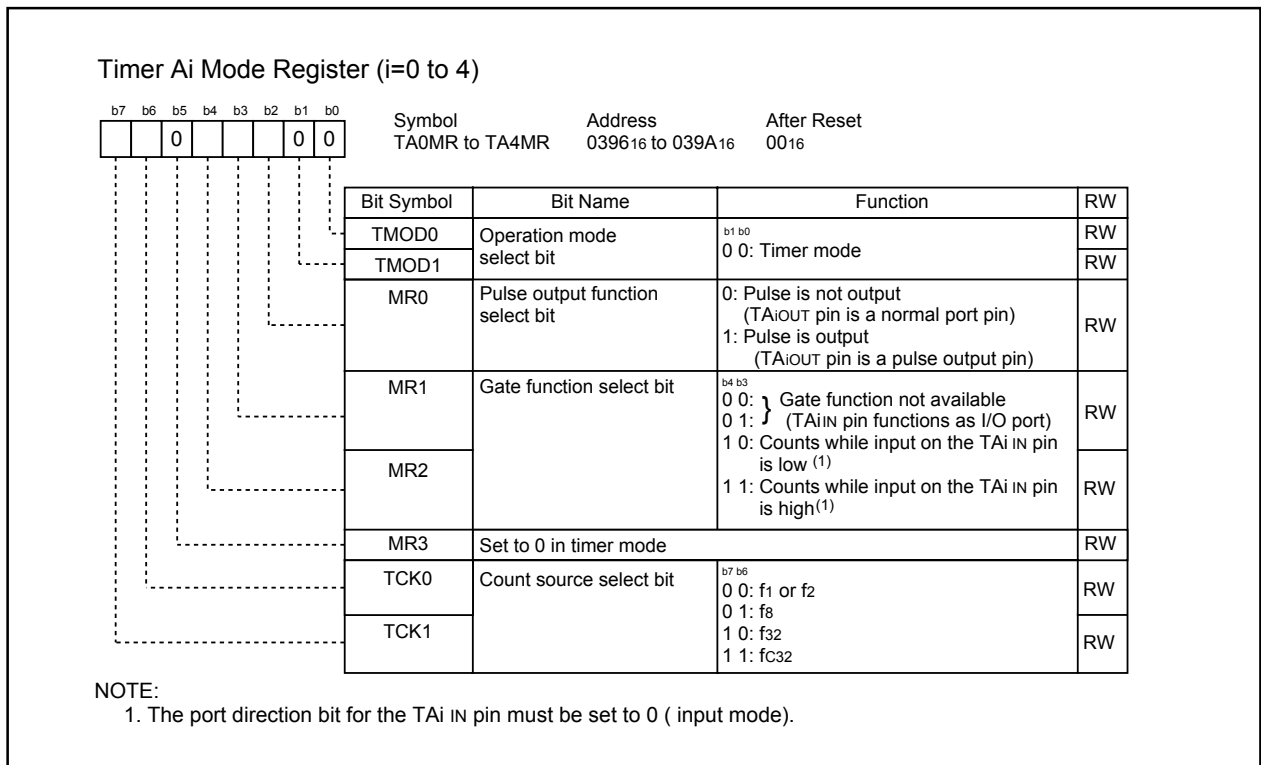 Timer Ai Mode Register (i=0 to 4)
b7 b6 b5 b4 b3 b2 b1 b0
0 0 0
Symbol Address After Reset
TA0MR to TA4MR 039616 to 039A16 0016
Bit Symbol Bit Name Function RW
TMOD0 Operation mode select bit b1 b0 RW
TMOD1 0 0: Timer mode RW
MR0 Pulse output function select bit 0: Pulse is not output
(TAiOUT pin is a normal port pin)
1: Pulse is output
(TAiOUT pin is a pulse output pin) RW
MR1 Gate function select bit b4 b3
0 0: } Gate function not available
0 1: (TAiIN pin functions as I/O port) RW
1 0: Counts while input on the TAi IN pin
is low (1)
MR2 1 1: Counts while input on the TAi IN pin
is high(1) RW
MR3 Set to 0 in timer mode RW
TCK0 Count source select bit b7 b6
0 0: f1 or f2 RW
0 1: f8
TCK1 1 0: f32 RW
1 1: fC32
NOTE:
1. The port direction bit for the TAi IN pin must be set to 0 ( input mode).